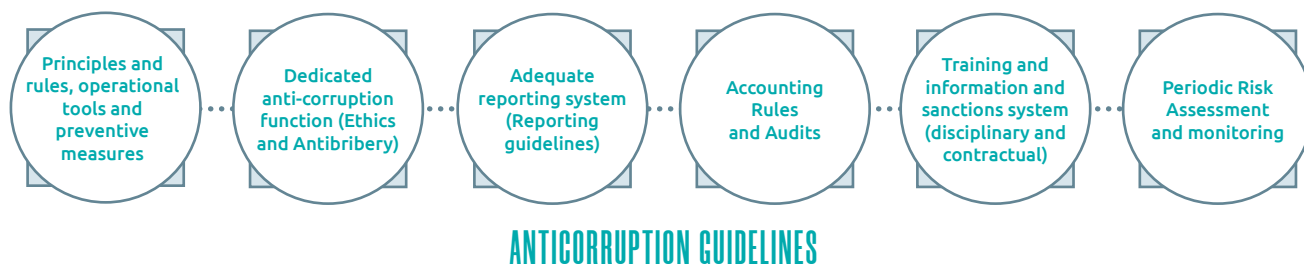 Principles and
rules, operational
tools and
preventive
measures
Dedicated
anti-corruption
function (Ethics
and Antibribery)
Adequate
reporting system
(Reporting
guidelines)
Accounting
Rules
and Audits
Training and
information and
sanctions system
(disciplinary and
contractual)
Periodic Risk
Assessment
and monitoring
ANTICORRUPTION GUIDELINES